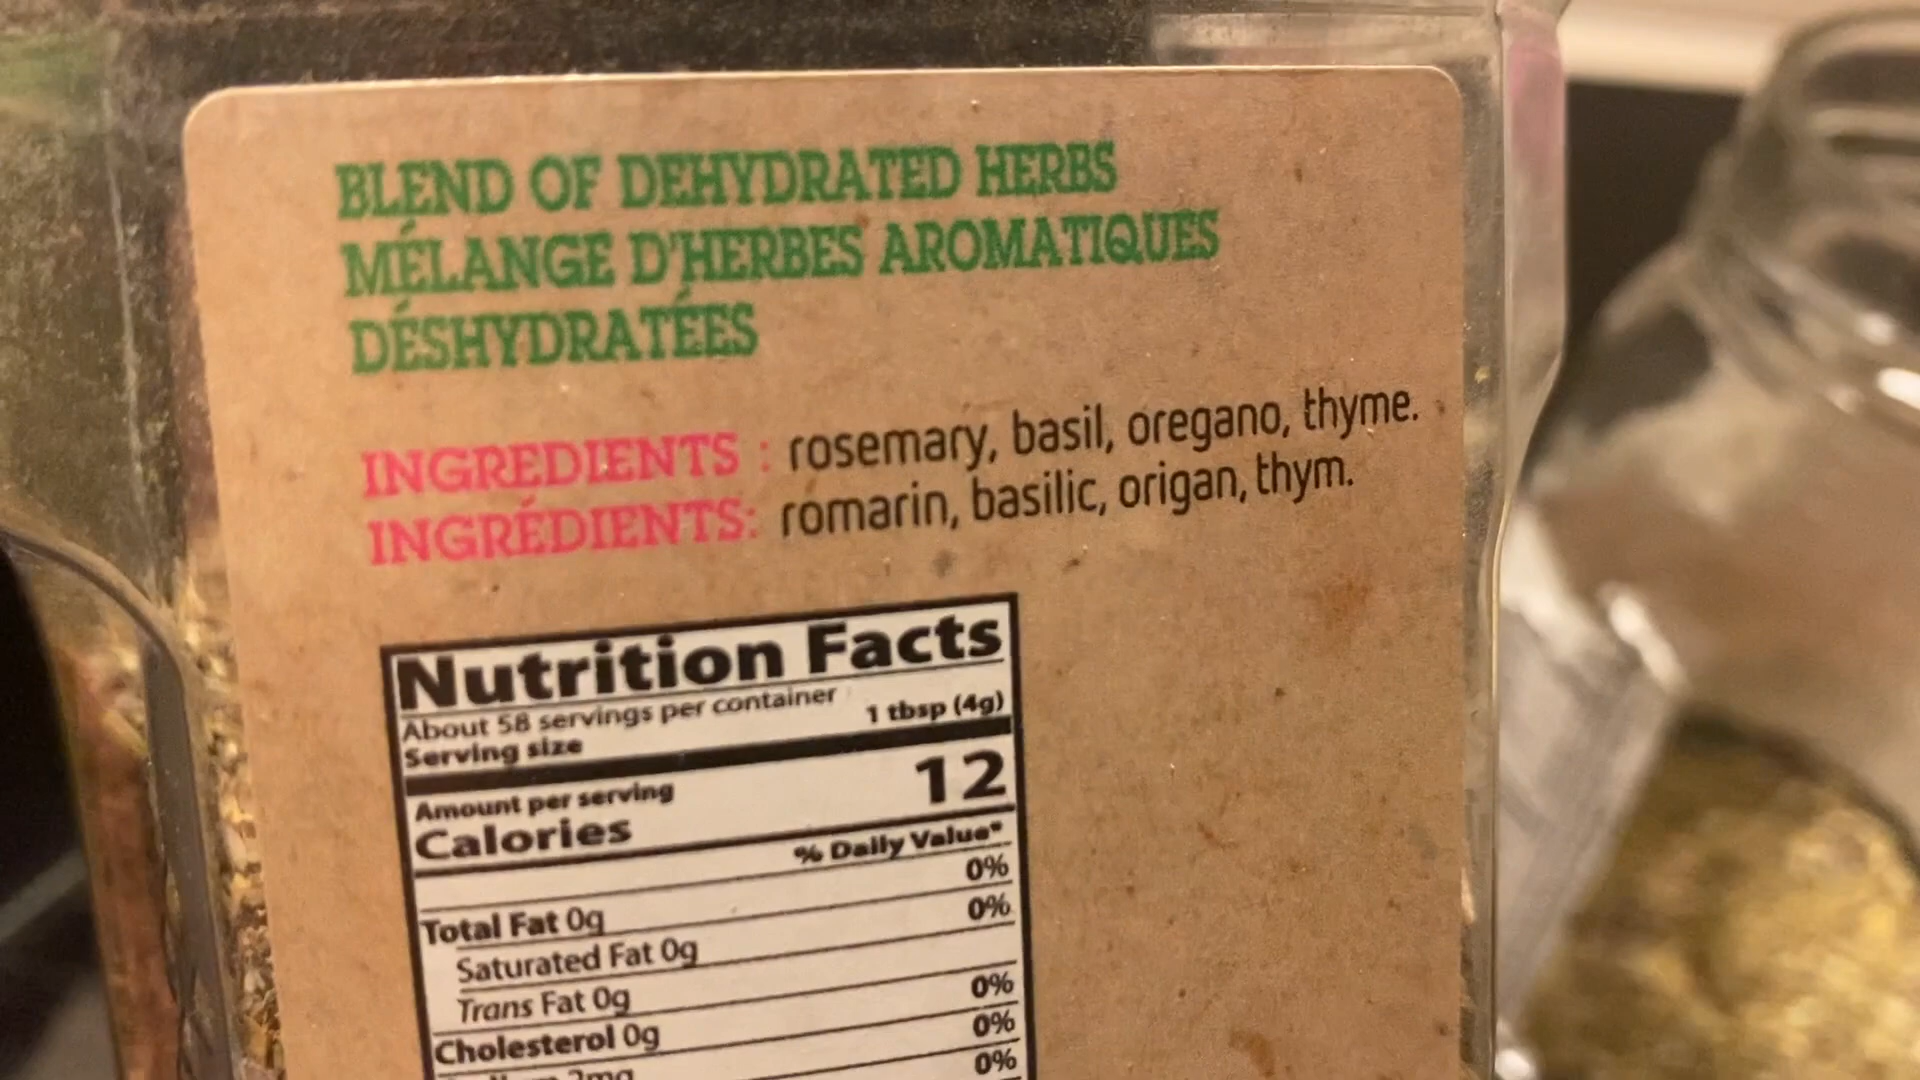 BLEND OF DEHYDRATED HERBS
MÉLANGE D'HERBES AROMATIQUES
DÉSHYDRATÉES
INGREDIENTS : rosemary, basil, oregano, thyme.
INGRÉDIENTS: romarin, basilic, origan, thym.
Nutrition Facts
About 58 servings per container
Serving size 1 tbsp (4g)
Amount per serving
Calories 12
% Daily Value*
Total Fat 0g 0%
Saturated Fat 0g 0%
Trans Fat 0g
Cholesterol 0g 0%
2mg 0%
0%